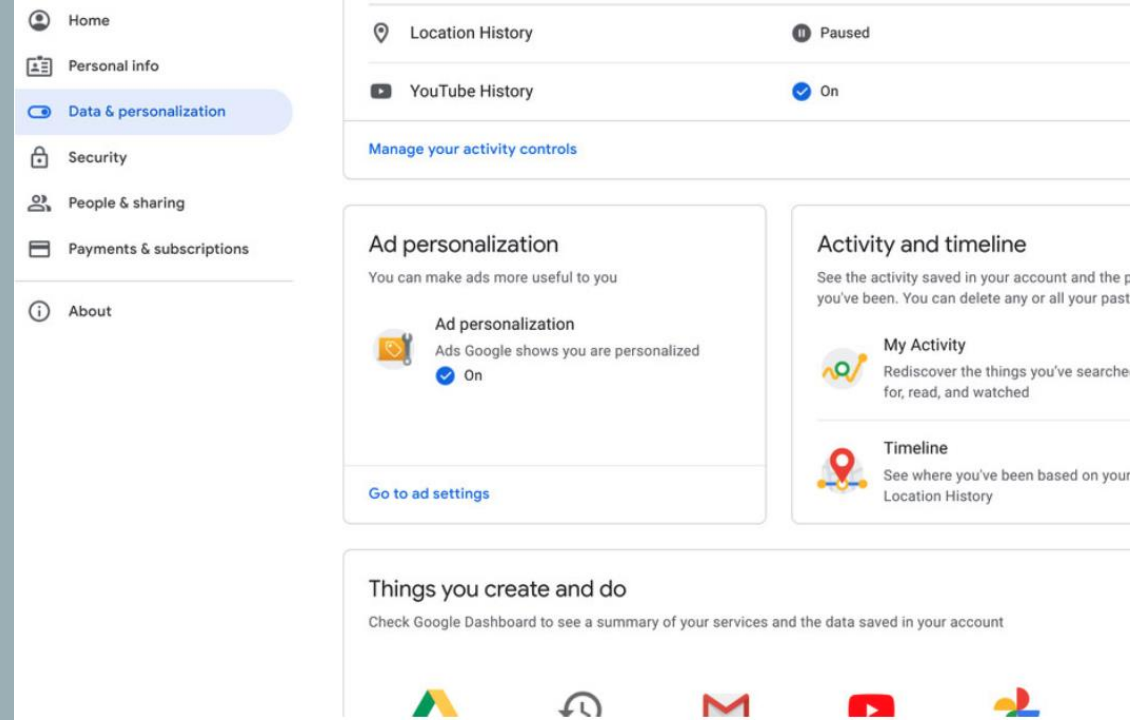 Home
Personal info
Data & personalization
Security
People & sharing
Payments & subscriptions
About
Location History
Paused
YouTube History
On
Manage your activity controls
Ad personalization
You can make ads more useful to you
Ad personalization
Ads Google shows you are personalized
On
Go to ad settings
Activity and timeline
See the activity saved in your account and the
you've been. You can delete any or all your past
My Activity
Rediscover the things you've searched
for, read, and watched
Timeline
See where you've been based on your
Location History
Things you create and do
Check Google Dashboard to see a summary of your services and the data saved in your account